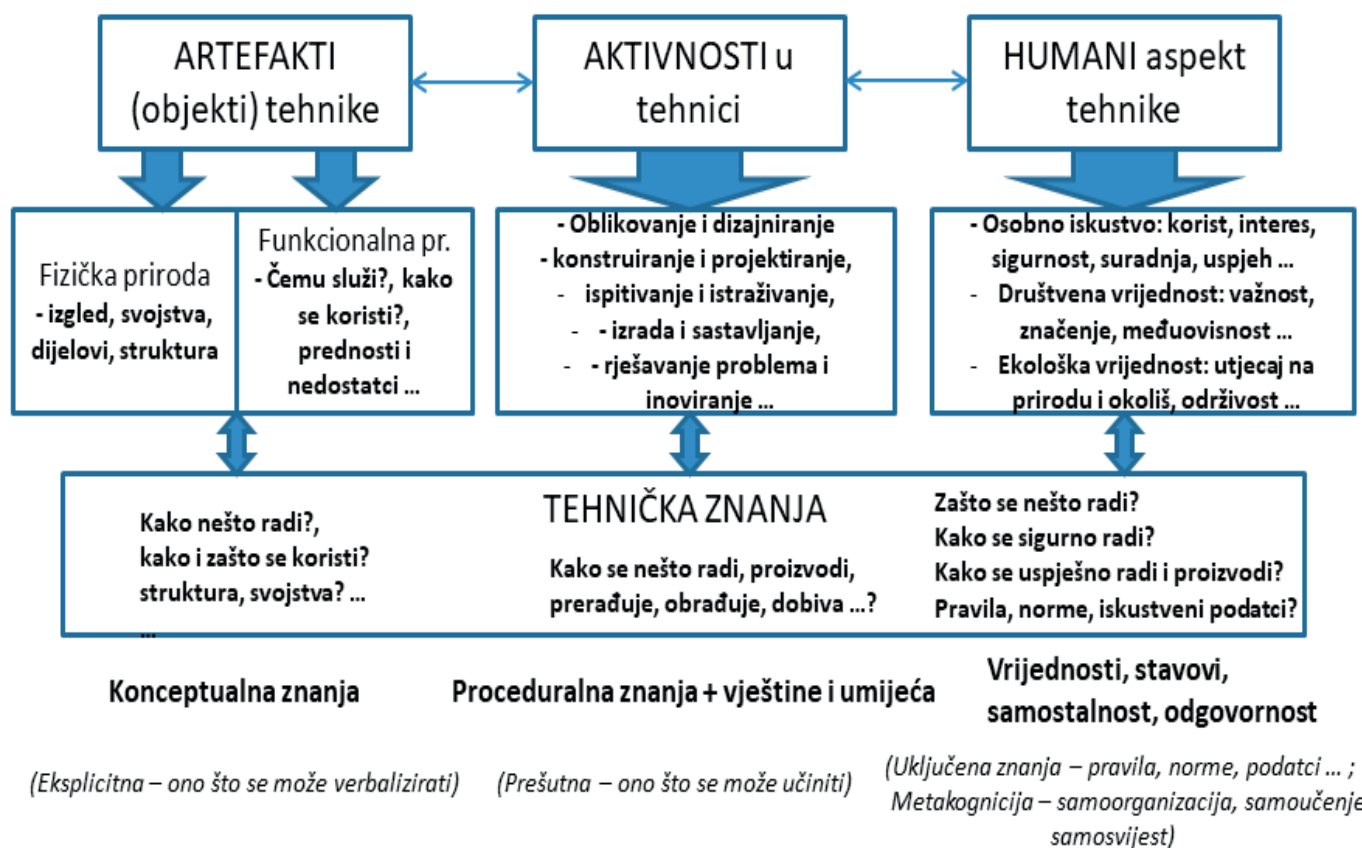 ARTEFAKTI
(objekti) tehnike
AKTIVNOSTI u
tehnici
HUMANI aspekt
tehnike
Fizička priroda
- izgled, svojstva,
dijelovi, struktura
Funkcionalna pr.
- Čemu služi?, kako
se koristi?,
prednosti i
nedostatci ...
- Oblikovanje i dizajniranje
- konstruiranje i projektiranje,
- ispitivanje i istraživanje,
- - izrada i sastavljanje,
- - rješavanje problema i
inoviranje ...
- Osobno iskustvo: korist, interes,
sigurnost, suradnja, uspjeh ...
- Društvena vrijednost: važnost,
značenje, međuovisnost ...
- Ekološka vrijednost: utjecaj na
prirodu i okoliš, održivost ...
Kako nešto radi?,
kako i zašto se koristi?
struktura, svojstva? ...
...
TEHNIČKA ZNANJA
Kako se nešto radi, proizvodi,
prerađuje, obrađuje, dobiva ...?
Zašto se nešto radi?
Kako se sigurno radi?
Kako se uspješno radi i proizvodi?
Pravila, norme, iskustveni podatci?
Konceptualna znanja
Proceduralna znanja + vještine i umijeća
Vrijednosti, stavovi,
samostalnost, odgovornost
(Eksplicitna – ono što se može verbalizirati)
(Prešutna – ono što se može učiniti)
(Uključena znanja – pravila, norme, podatci ... ;
Metakognicija – samoorganizacija, samoučenje
samosvijest)